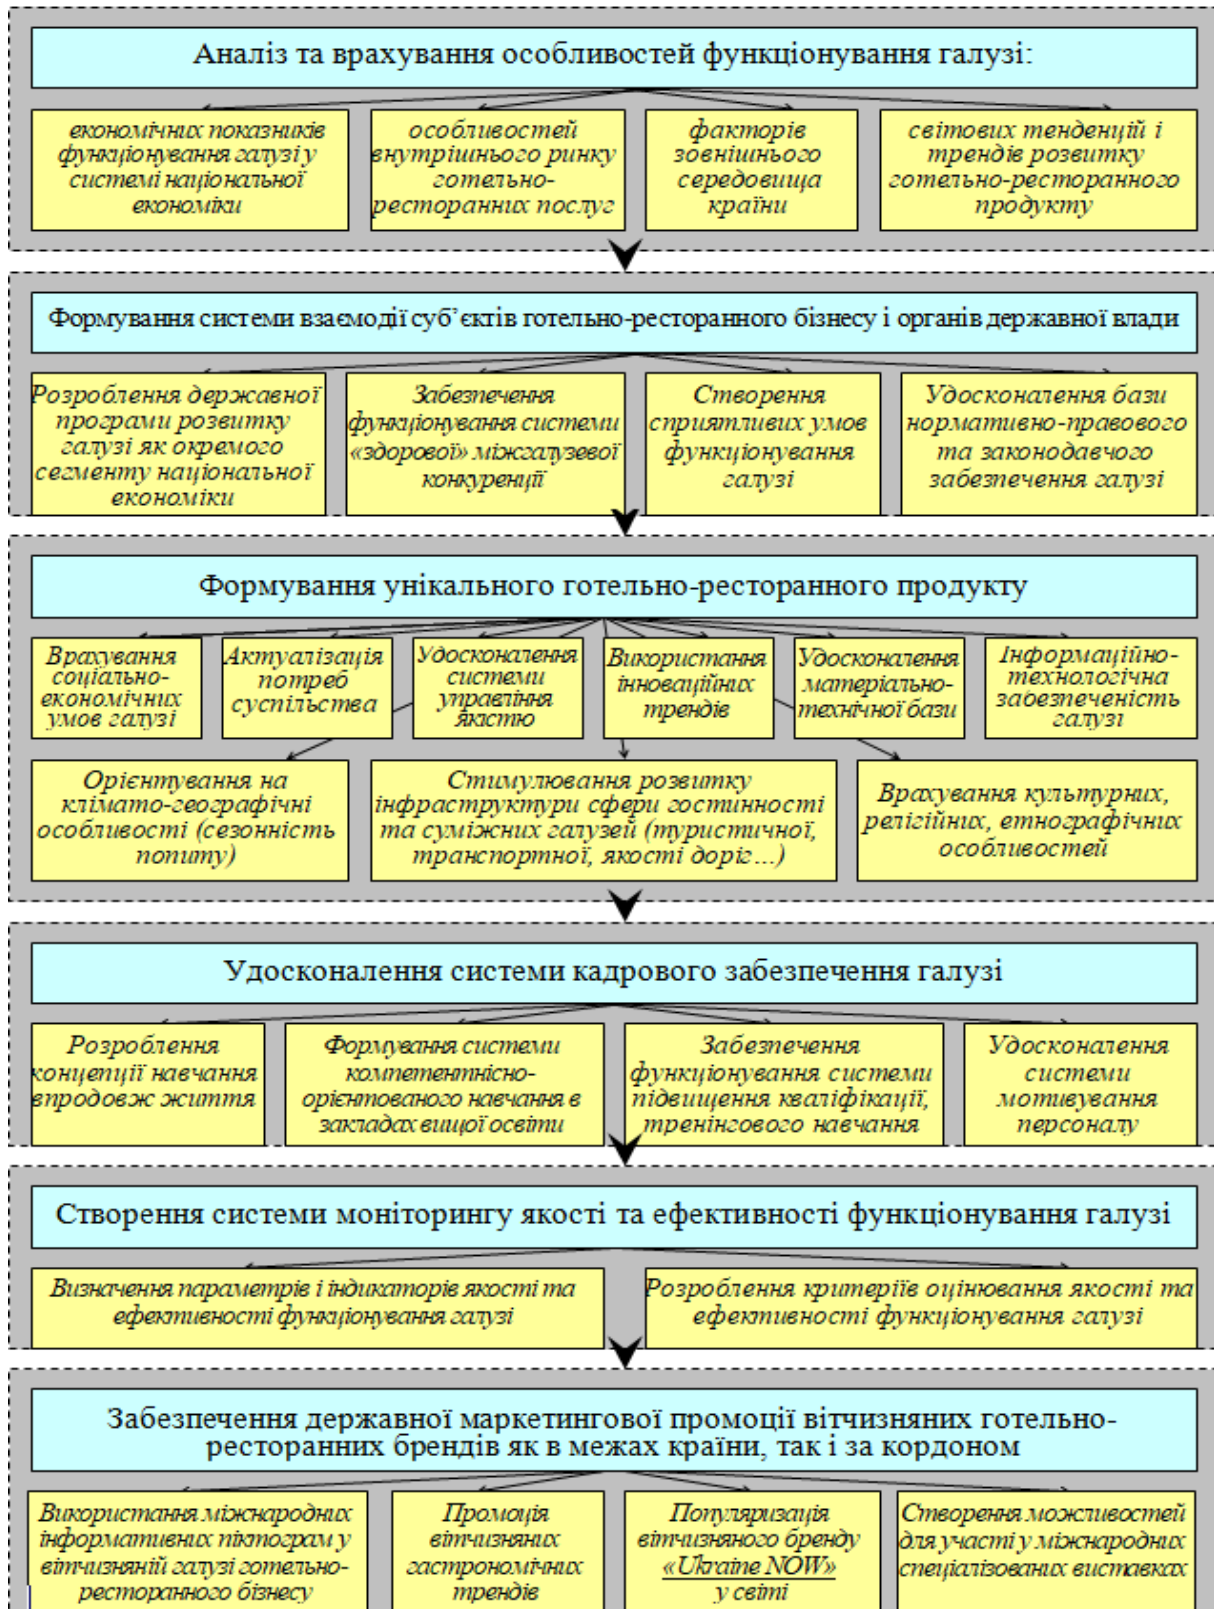 Аналіз та врахування особливостей функціонування галузі:
економічних показників
функціонування галузі у
системі національної
економіки
особливостей
внутрішнього ринку
готельно-
ресторанних послуг
факторів
зовнішнього
середовища
країни
світових тенденцій і
трендів розвитку
готельно-ресторанного
продукту
Формування системи взаємодії суб’єктів готельно-ресторанного бізнесу і органів державної влади
Розроблення державної
програми розвитку
галузі як окремого
сегменту національної
економіки
Забезпечення
функціонування системи
«здорової» міжгалузевої
конкуренції
Створення
сприятливих умов
функціонування
галузі
Удосконалення бази
нормативно-правового
та законодавчого
забезпечення галузі
Формування унікального готельно-ресторанного продукту
Врахування
соціально-
економічних
умов галузі
Актуалізація
потреб
суспільства
Удосконалення
системи
управління
якістю
Використання
інноваційних
трендів
Удосконалення
матеріально-
технічної бази
Інформаційно-
технологічна
забезпеченість
галузі
Орієнтування на
клімато-географічні
особливості (сезонність
попиту)
Стимулювання розвитку
інфраструктури сфери гостинності
та суміжних галузей (туристичної,
транспортної, якості доріг…)
Врахування культурних,
релігійних, етнографічних
особливостей
Удосконалення системи кадрового забезпечення галузі
Розроблення
концепції навчання
впродовж життя
Формування системи
компетентнісно-
орієнтованого навчання в
закладах вищої освіти
Забезпечення
функціонування системи
підвищення кваліфікації,
тренінгового навчання
Удосконалення
системи
мотивування
персоналу
Створення системи моніторингу якості та ефективності функціонування галузі
Визначення параметрів і індикаторів якості та
ефективності функціонування галузі
Розроблення критеріїв оцінювання якості та
ефективності функціонування галузі
Забезпечення державної маркетингової промоції вітчизняних готельно-
ресторанних брендів як в межах країни, так і за кордоном
Використання міжнародних
інформативних піктограм у
вітчизняній галузі готельно-
ресторанного бізнесу
Промоція
вітчизняних
гастрономічних
трендів
Популяризація
вітчизняного бренду
«Ukraine NOW»
у світі
Створення можливостей
для участі у міжнародних
спеціалізованих виставках